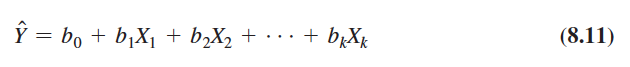 Ŷ = b₀ + b₁X₁ + b₂X₂ + · · · + bₖXₖ (8.11)